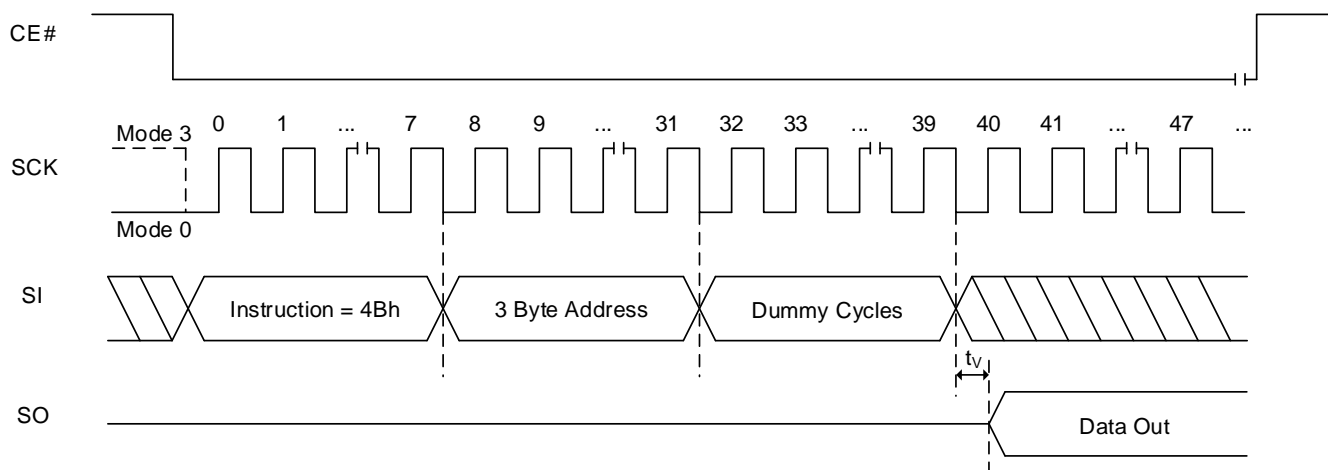 CE#
Mode 3
0 1 ... 7 8 9 ... 31 32 33 ... 39 40 41 ... 47 ...
SCK
Mode 0
SI
Instruction = 4Bh
3 Byte Address
Dummy Cycles
tV
SO
Data Out